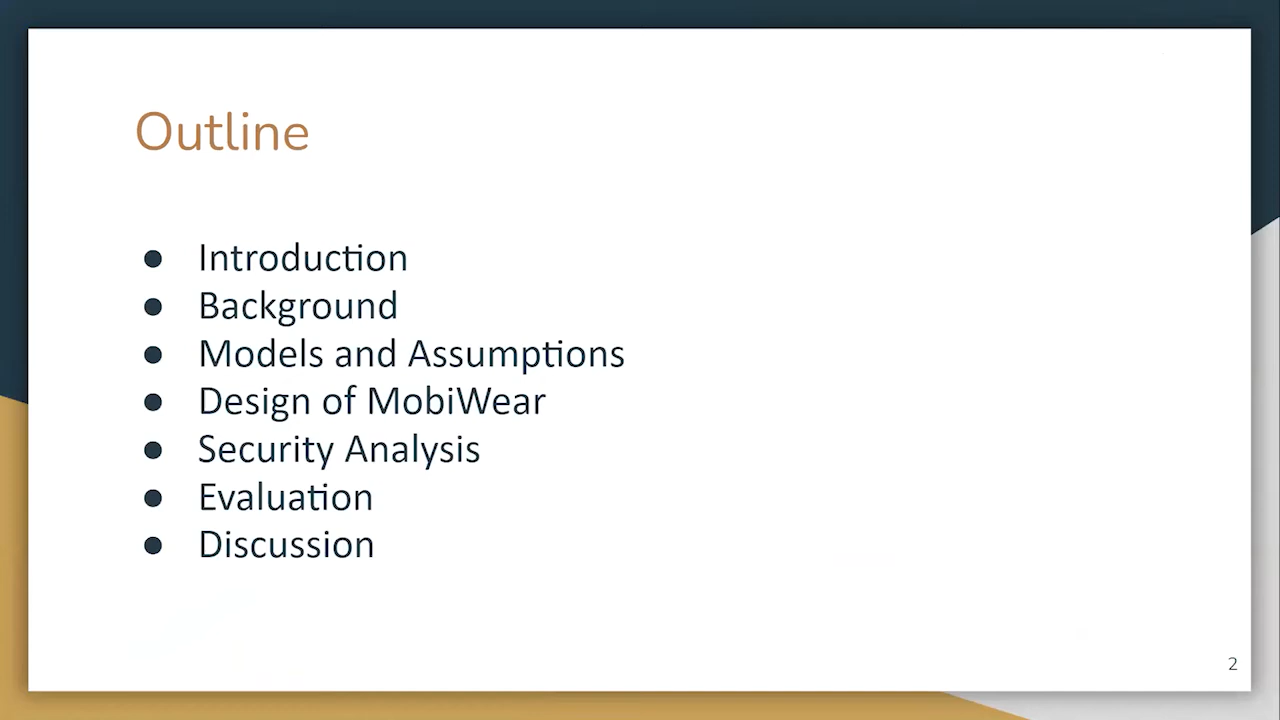 Outline
● Introduction
● Background
● Models and Assumptions
● Design of MobiWear
● Security Analysis
● Evaluation
● Discussion
2